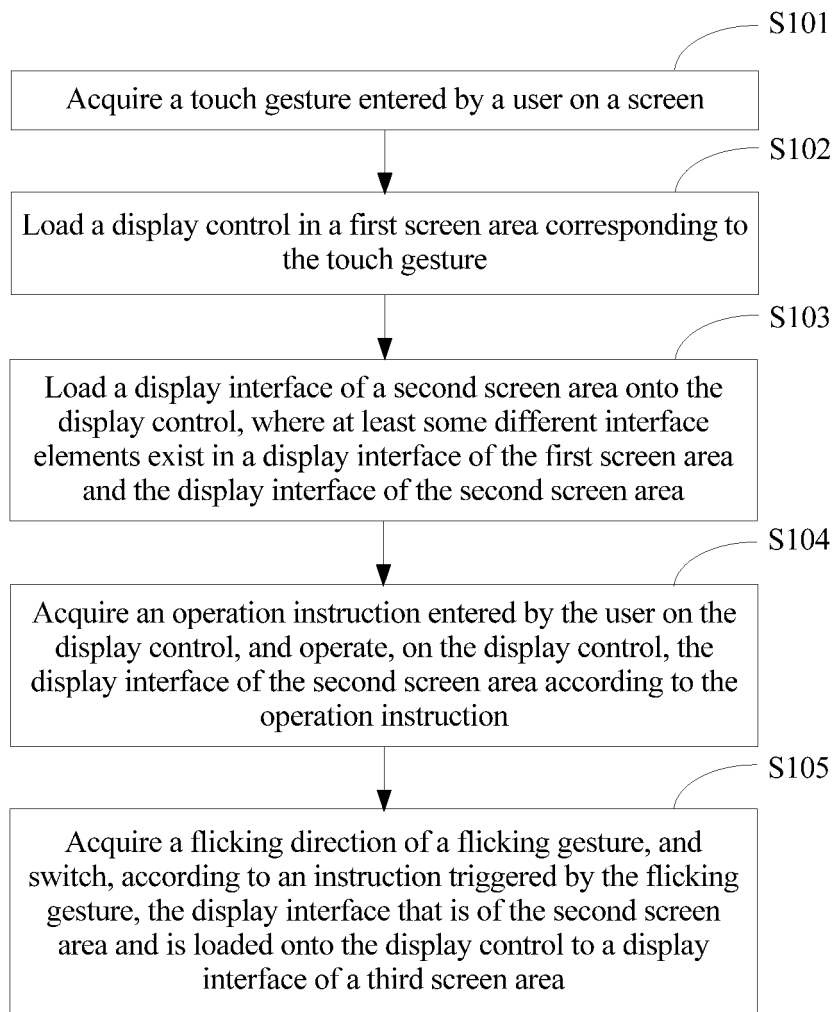 S101
Acquire a touch gesture entered by a user on a screen
S102
Load a display control in a first screen area corresponding to
the touch gesture
S103
Load a display interface of a second screen area onto the
display control, where at least some different interface
elements exist in a display interface of the first screen area
and the display interface of the second screen area
S104
Acquire an operation instruction entered by the user on the
display control, and operate, on the display control, the
display interface of the second screen area according to the
operation instruction
S105
Acquire a flicking direction of a flicking gesture, and
switch, according to an instruction triggered by the flicking
gesture, the display interface that is of the second screen
area and is loaded onto the display control to a display
interface of a third screen area